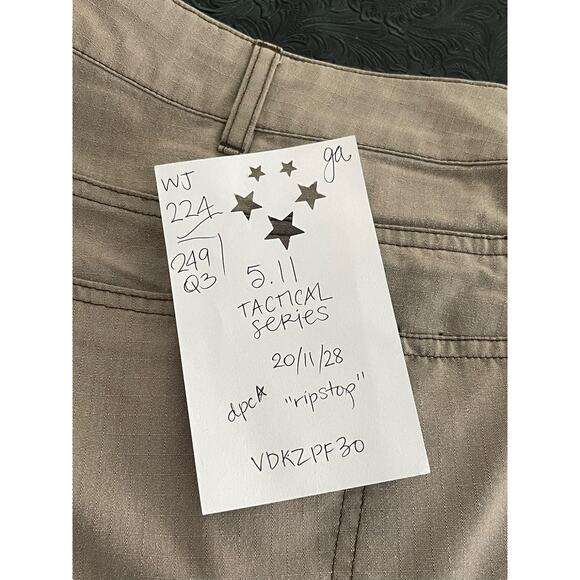 WJ
ga
224
249
Q3
5.11
TACTICAL
SERIES
20/11/28
dpca "ripstop"
VDKZPF30